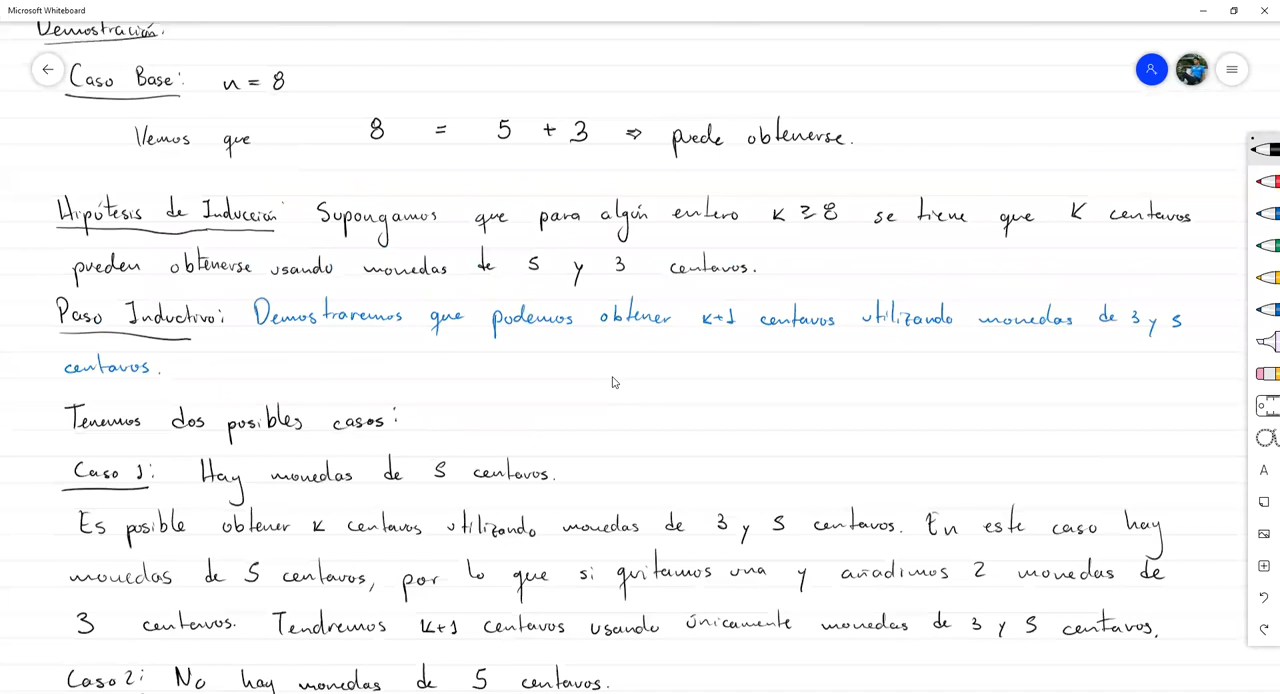 Microsoft Whiteboard
Demostración.
Caso Base: n = 8
Vemos que 8 = 5 + 3 ⇒ puede obtenerse.
Hipótesis de Inducción: Supongamos que para algún entero K ≥ 8 se tiene que K centavos
pueden obtenerse usando monedas de 5 y 3 centavos.
Paso Inductivo: Demostraremos que podemos obtener K+1 centavos utilizando monedas de 3 y 5
centavos.
Tenemos dos posibles casos:
Caso 1: Hay monedas de 5 centavos.
Es posible obtener K centavos utilizando monedas de 3 y 5 centavos. En este caso hay
monedas de 5 centavos, por lo que si quitamos una y añadimos 2 monedas de
3 centavos. Tendremos K+1 centavos usando únicamente monedas de 3 y 5 centavos.
Caso 2: No hay monedas de 5 centavos.